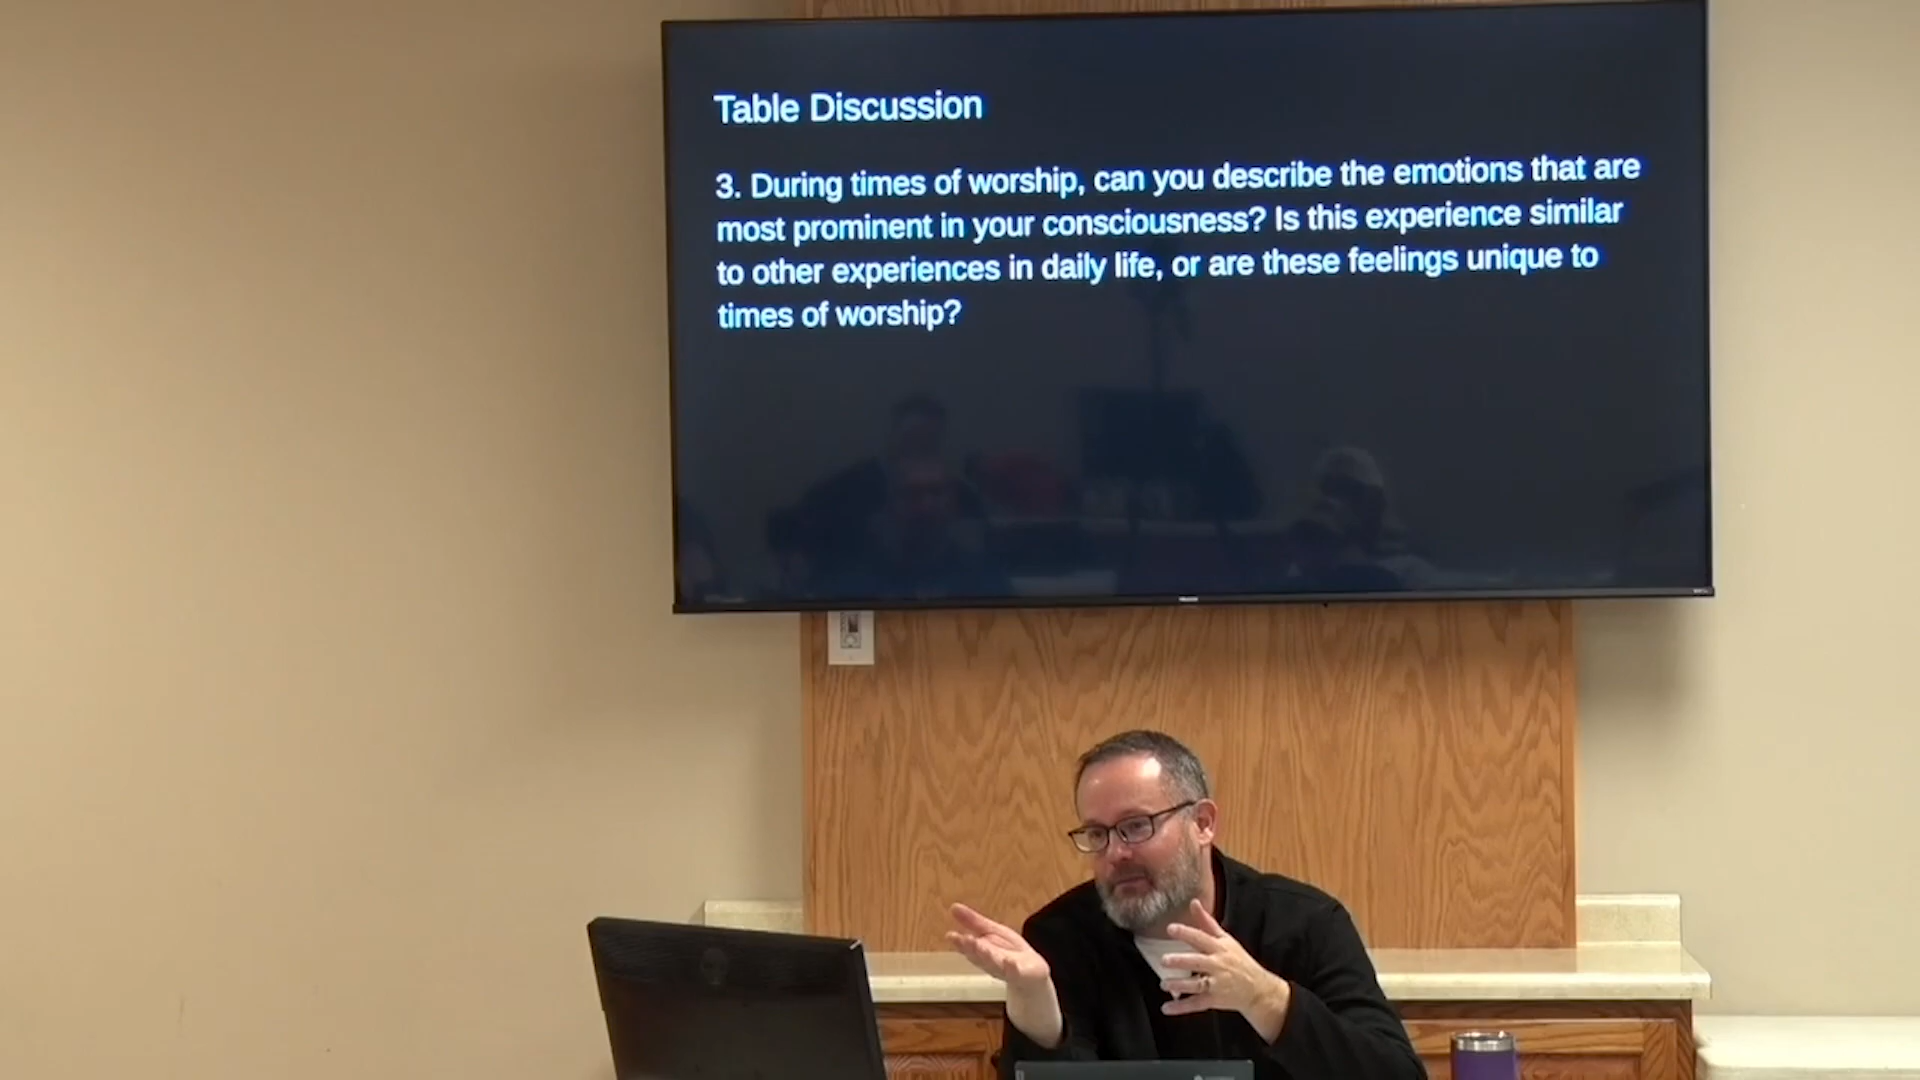 Table Discussion
3. During times of worship, can you describe the emotions that are
most prominent in your consciousness? Is this experience similar
to other experiences in daily life, or are these feelings unique to
times of worship?